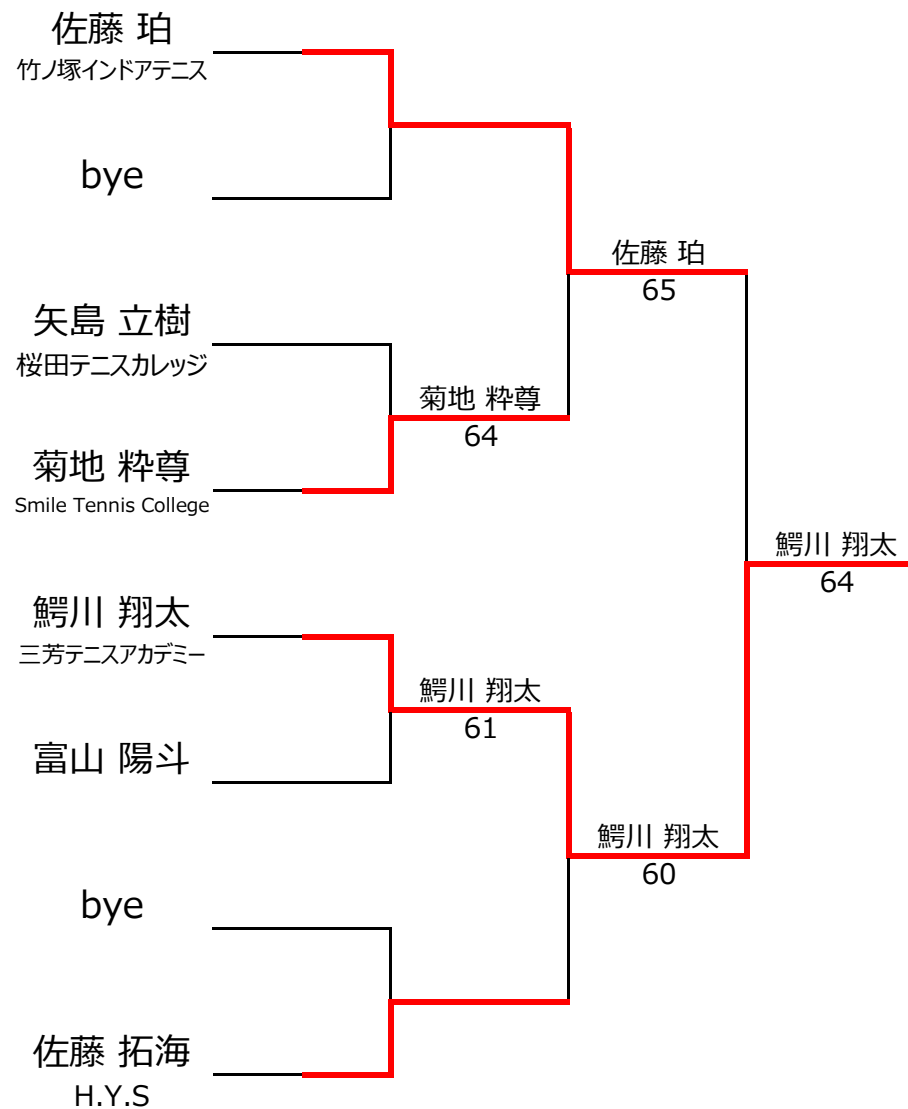 佐藤 珀
竹ノ塚インドアテニス
bye
矢島 立樹
桜田テニスカレッジ
菊地 粋尊
Smile Tennis College
鰐川 翔太
三芳テニスアカデミー
富山 陽斗
bye
佐藤 拓海
H.Y.S
菊地 粋尊
64
鰐川 翔太
61
佐藤 珀
65
鰐川 翔太
60
鰐川 翔太
64